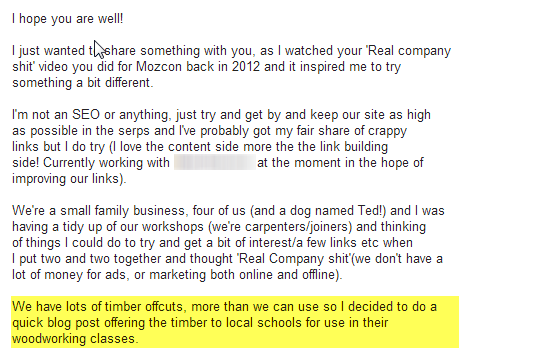 I hope you are well!
I just wanted to share something with you, as I watched your 'Real company
shit' video you did for Mozcon back in 2012 and it inspired me to try
something a bit different.
I'm not an SEO or anything, just try and get by and keep our site as high
as possible in the serps and I've probably got my fair share of crappy
links but I do try (I love the content side more the the link building
side! Currently working with at the moment in the hope of
improving our links).
We're a small family business, four of us (and a dog named Ted!) and I was
having a tidy up of our workshops (we're carpenters/joiners) and thinking
of things I could do to try and get a bit of interest/a few links etc when
I put two and two together and thought 'Real Company shit'(we don't have a
lot of money for ads, or marketing both online and offline).
We have lots of timber offcuts, more than we can use so I decided to do a
quick blog post offering the timber to local schools for use in their
woodworking classes.